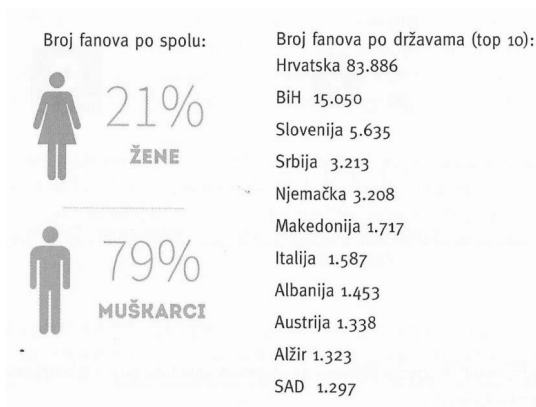 Broj fanova po spolu:
21%
ŽENE
79%
MUŠKARCI
Broj fanova po državama (top 10):
Hrvatska 83.886
BiH 15.050
Slovenija 5.635
Srbija 3.213
Njemačka 3.208
Makedonija 1.717
Italija 1.587
Albanija 1.453
Austrija 1.338
Alžir 1.323
SAD 1.297